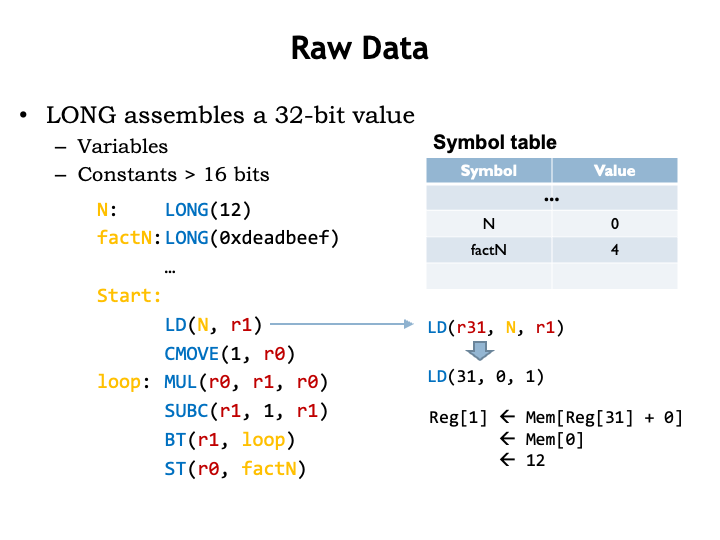 Raw Data
• LONG assembles a 32-bit value
– Variables
– Constants > 16 bits
N: LONG(12)
factN: LONG(0xdeadbeef)
…
Start:
LD(N, r1)
CMOVE(1, r0)
loop: MUL(r0, r1, r0)
SUBC(r1, 1, r1)
BT(r1, loop)
ST(r0, factN)
Symbol table
Symbol Value
...
N 0
factN 4
LD(r31, N, r1)
LD(31, 0, 1)
Reg[1] ← Mem[Reg[31] + 0]
← Mem[0]
← 12